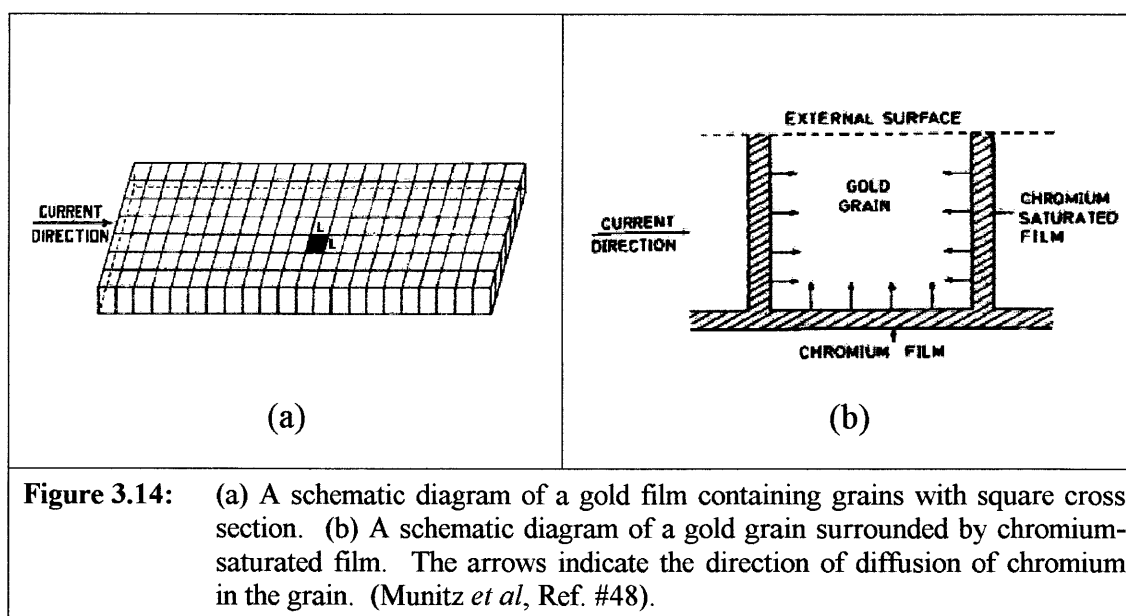 CURRENT
DIRECTION
L
L
(a)
EXTERNAL SURFACE
GOLD
GRAIN
CURRENT
DIRECTION
CHROMIUM
SATURATED
FILM
CHROMIUM FILM
(b)
Figure 3.14: (a) A schematic diagram of a gold film containing grains with square cross
section. (b) A schematic diagram of a gold grain surrounded by chromium-
saturated film. The arrows indicate the direction of diffusion of chromium
in the grain. (Munitz et al, Ref. #48).